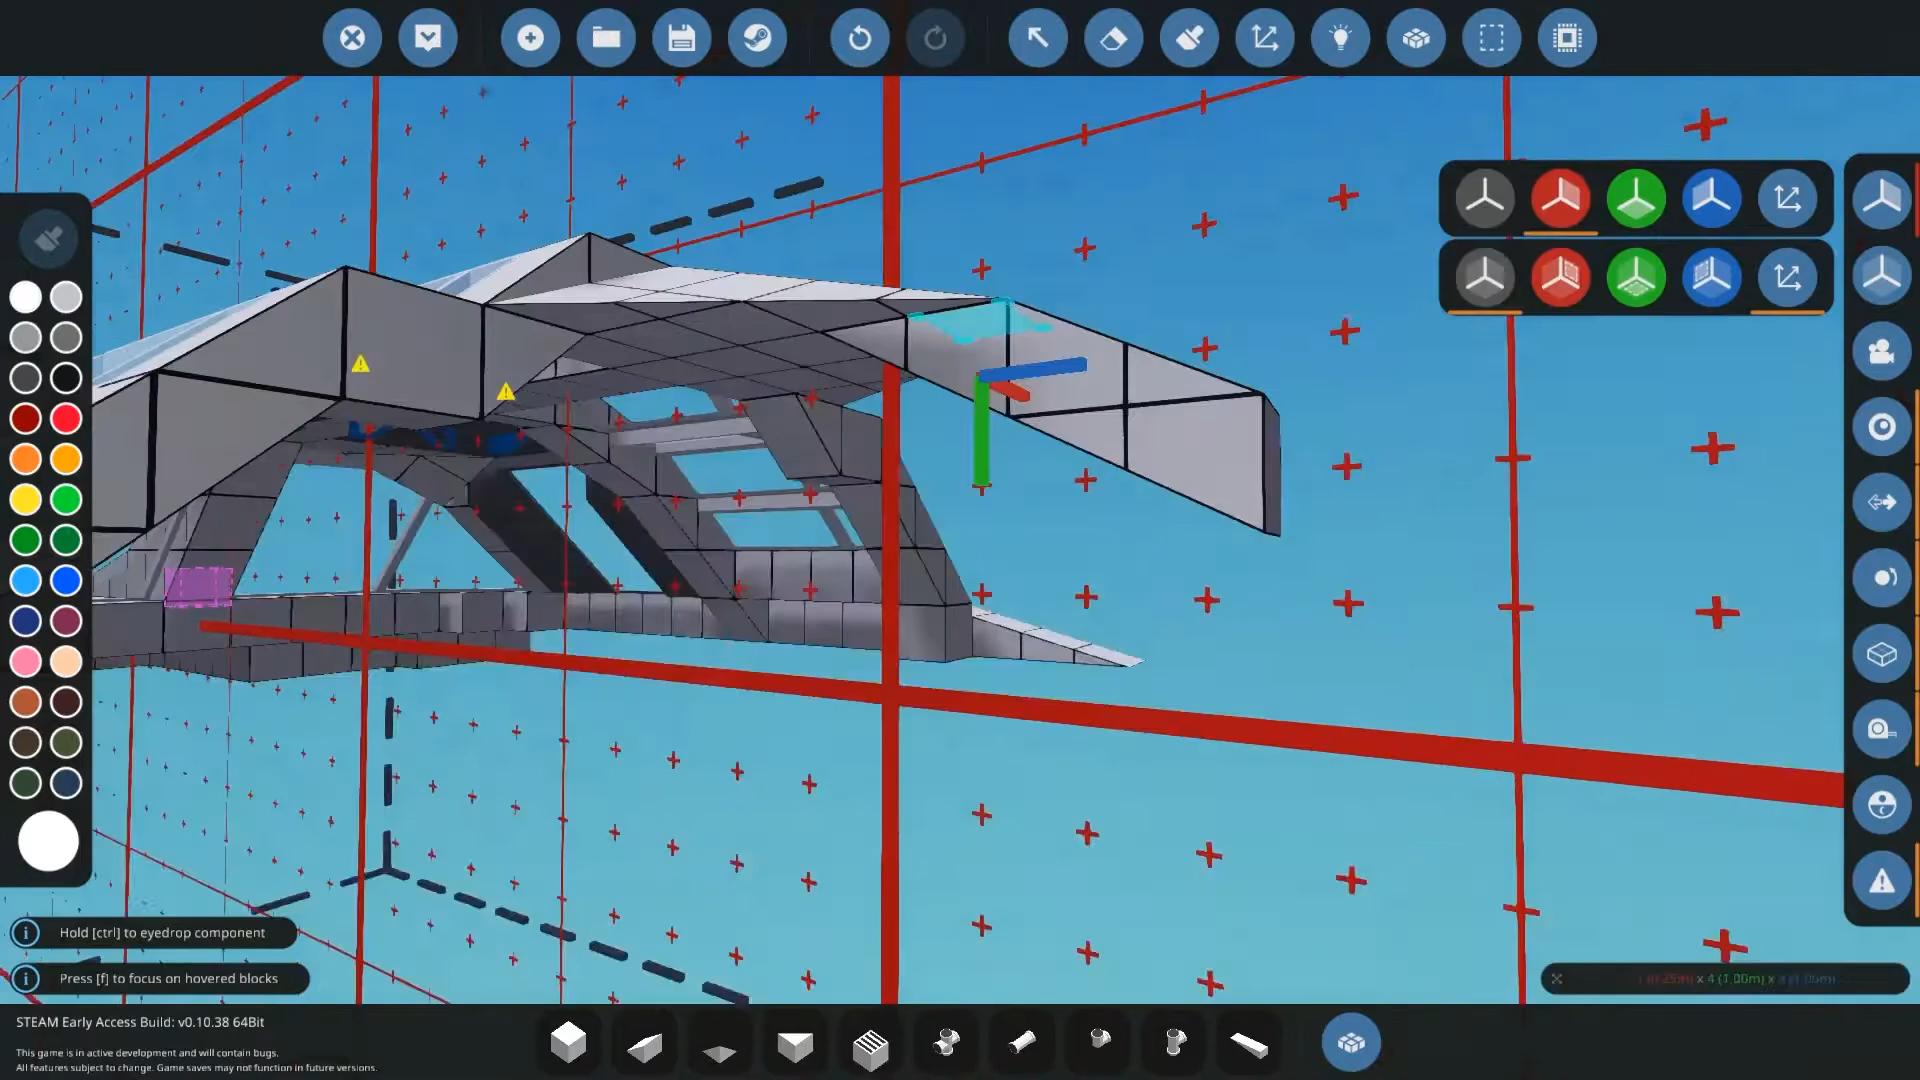 Hold [ctrl] to eyedrop component
Press [f] to focus on hovered blocks
x 4 (1.00m) x
STEAM Early Access Build: v0.10.38 64Bit
This game is in active development and will contain bugs.
All features subject to change. Game saves may not function in future versions.